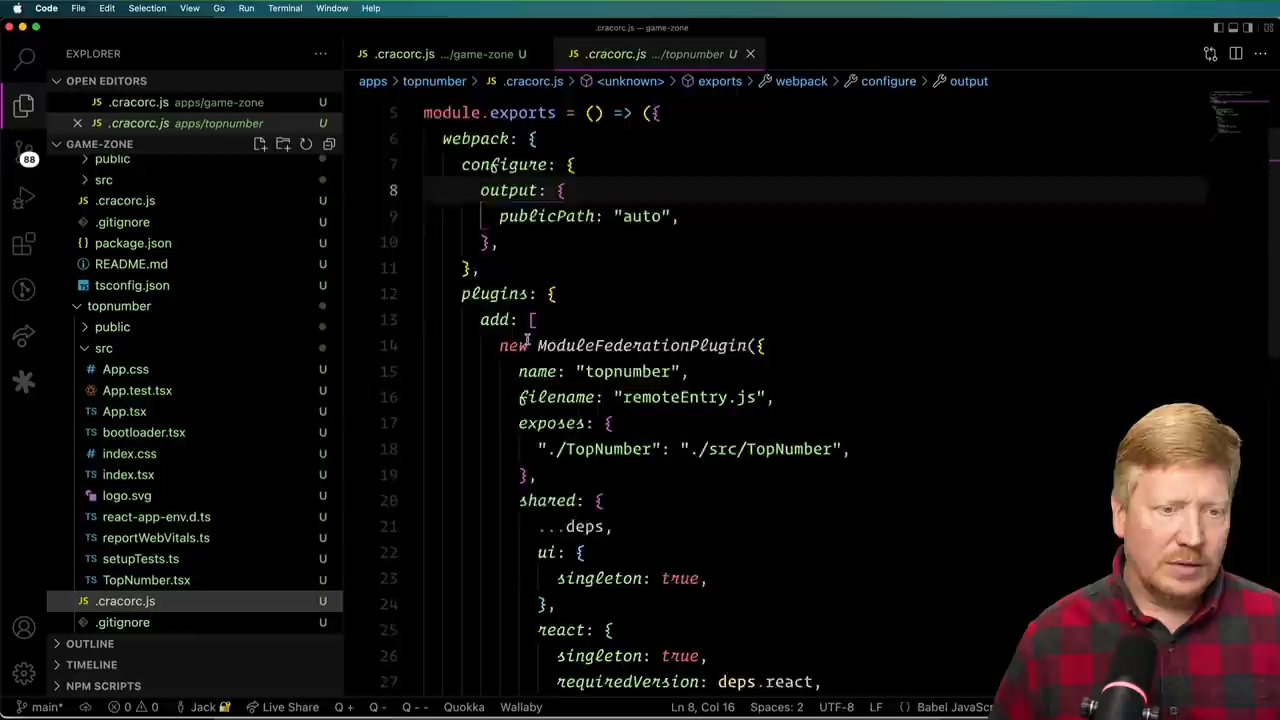 Code File Edit Selection View Go Run Terminal Window Help
.cracorc.js — game-zone
EXPLORER
OPEN EDITORS
.cracorc.js apps/game-zone U
.cracorc.js apps/topnumber U
GAME-ZONE
public
src
.cracorc.js U
.gitignore U
package.json U
README.md U
tsconfig.json U
topnumber
public
src
App.css U
App.test.tsx U
App.tsx U
bootloader.tsx U
index.css U
index.tsx U
logo.svg U
react-app-env.d.ts U
reportWebVitals.ts U
setupTests.ts U
TopNumber.tsx U
.cracorc.js U
.gitignore U
OUTLINE
TIMELINE
NPM SCRIPTS
88
JS .cracorc.js .../game-zone U
JS .cracorc.js .../topnumber U
apps > topnumber > JS .cracorc.js > <unknown> > exports > webpack > configure > output
5 module.exports = () => ({
6 webpack: {
7 configure: {
8 output: {
9 publicPath: "auto",
10 },
11 },
12 plugins: {
13 add: [
14 new ModuleFederationPlugin({
15 name: "topnumber",
16 filename: "remoteEntry.js",
17 exposes: {
18 "./TopNumber": "./src/TopNumber",
19 },
20 shared: {
21 ...deps,
22 ui: {
23 singleton: true,
24 },
25 react: {
26 singleton: true,
27 requiredVersion: deps.react,
main* 0 0 Jack Live Share Q + Q - Q - - Quokka Wallaby Ln 8, Col 16 Spaces: 2 UTF-8 LF {} Babel JavaSc